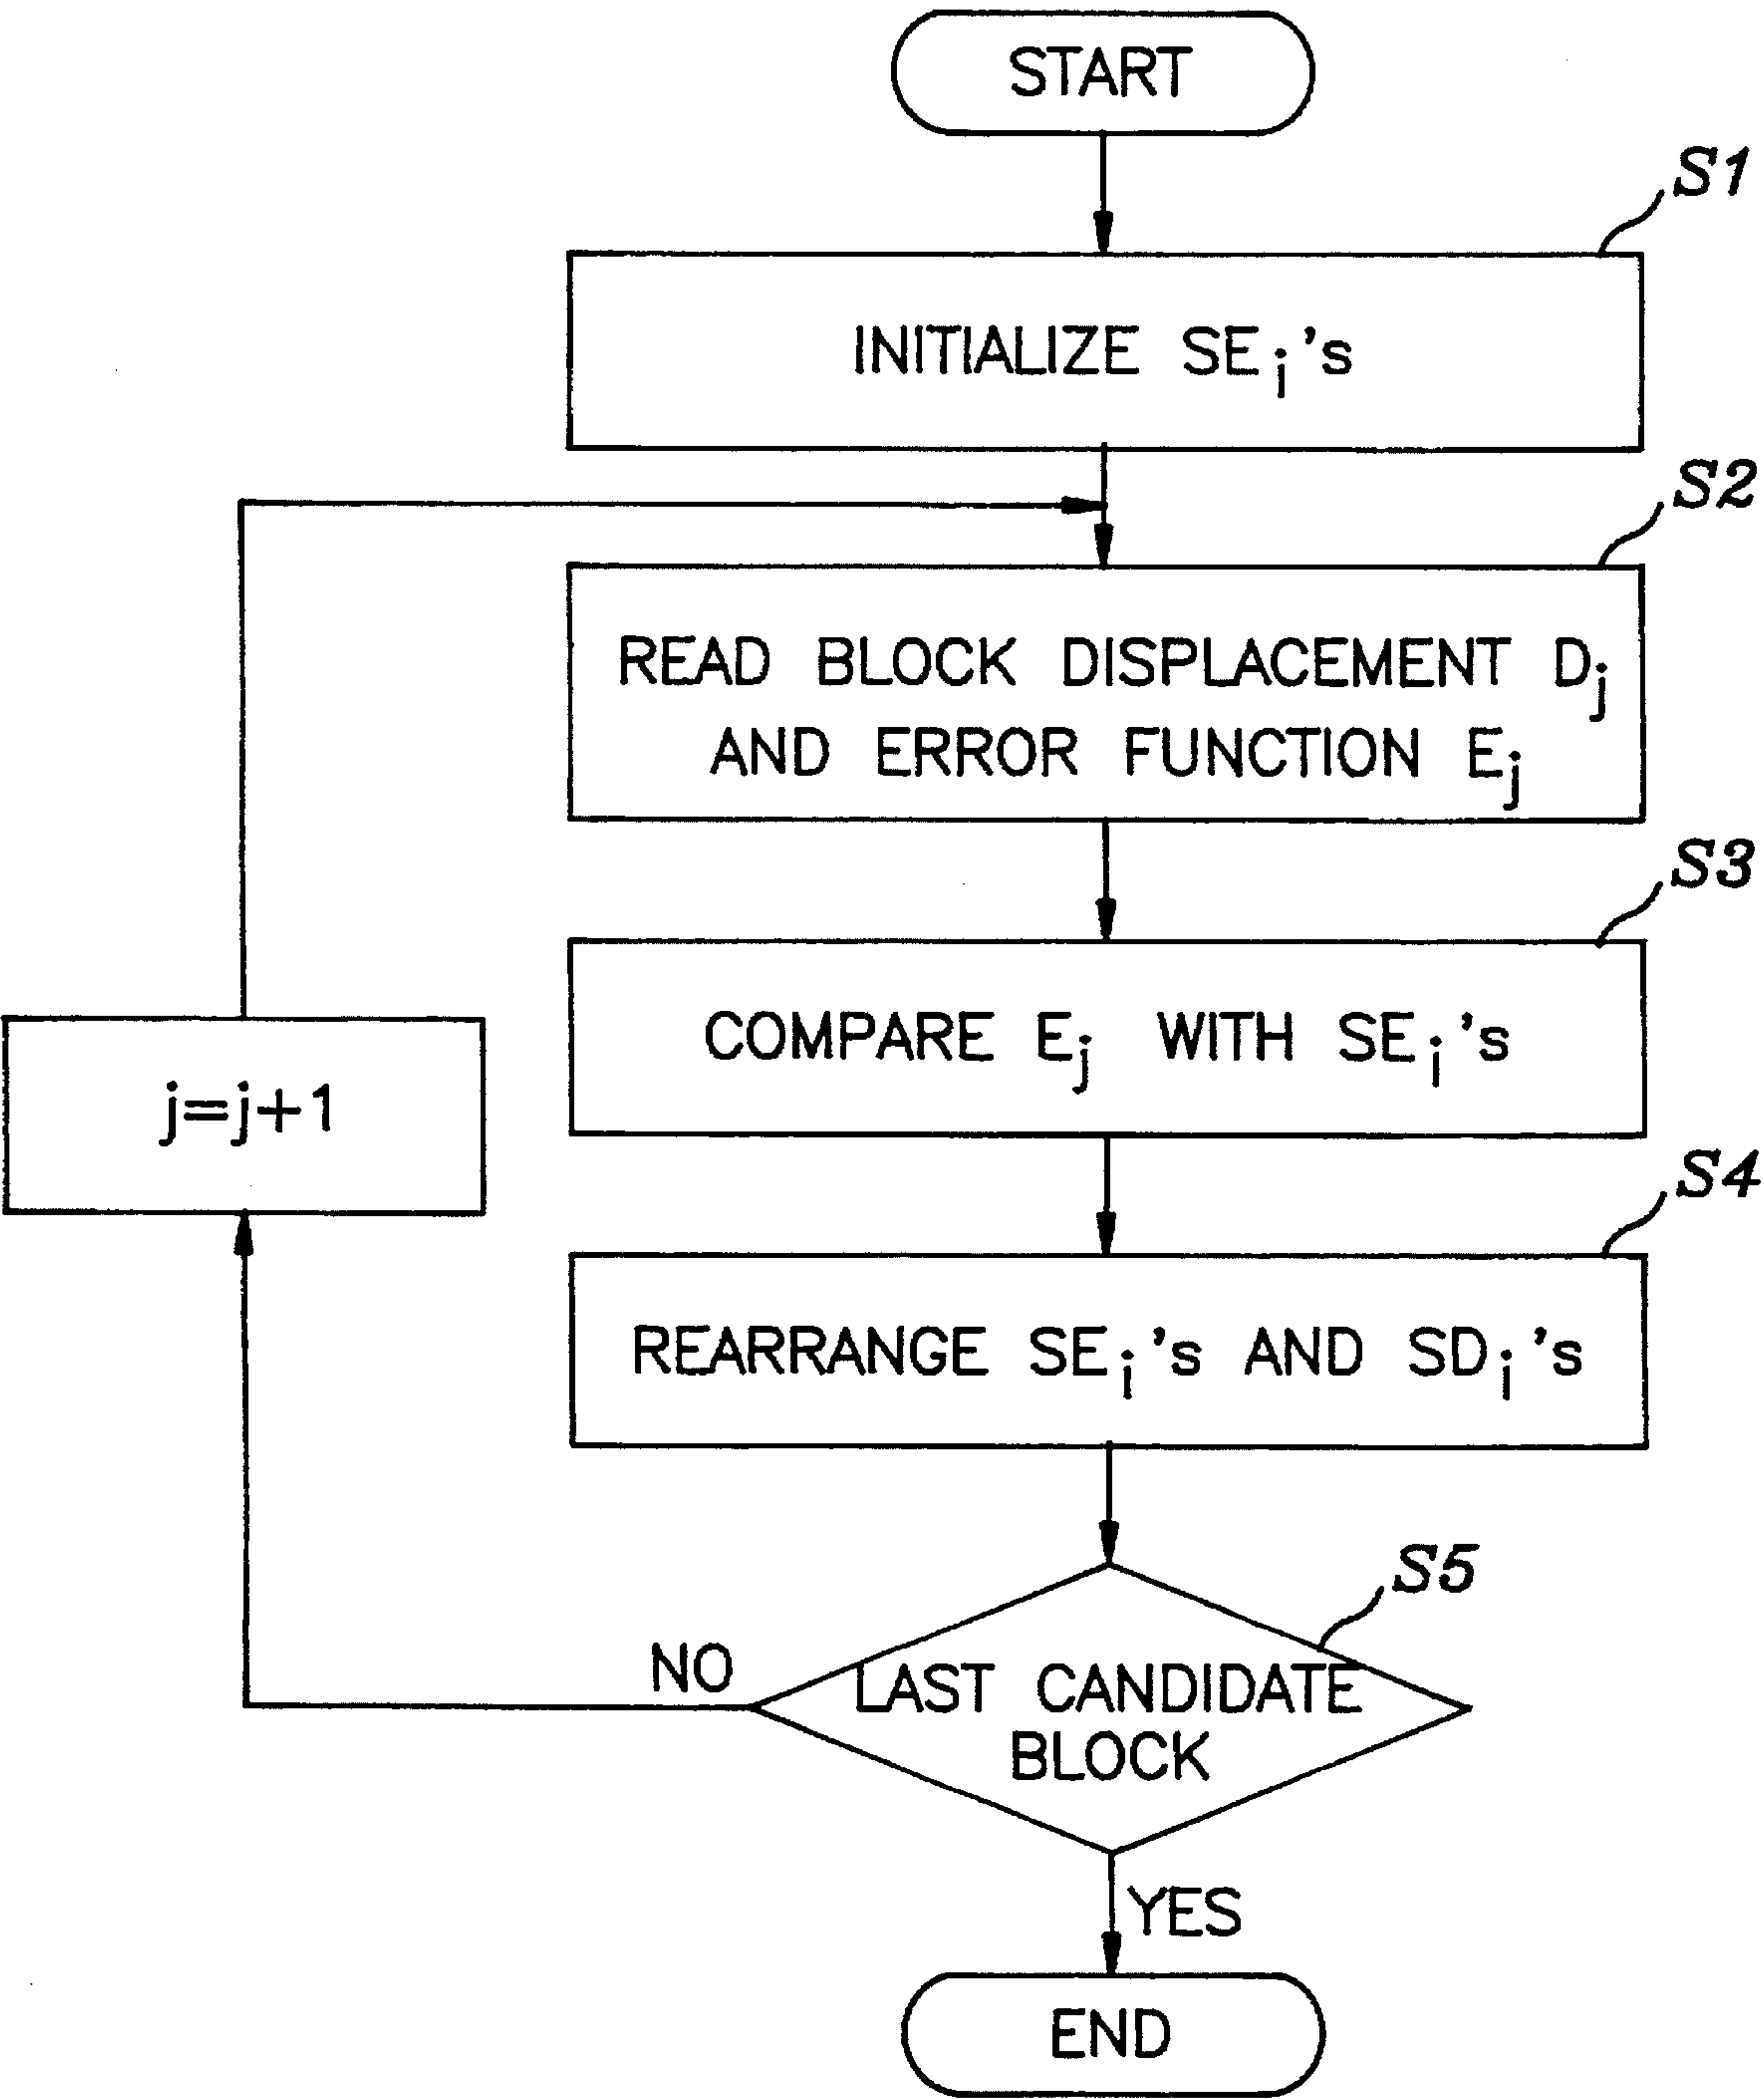 START
S1
INITIALIZE SEi's
S2
READ BLOCK DISPLACEMENT Dj
AND ERROR FUNCTION Ej
S3
COMPARE Ej WITH SEi's
j=j+1
S4
REARRANGE SEi's AND SDi's
S5
NO
LAST CANDIDATE
BLOCK
YES
END